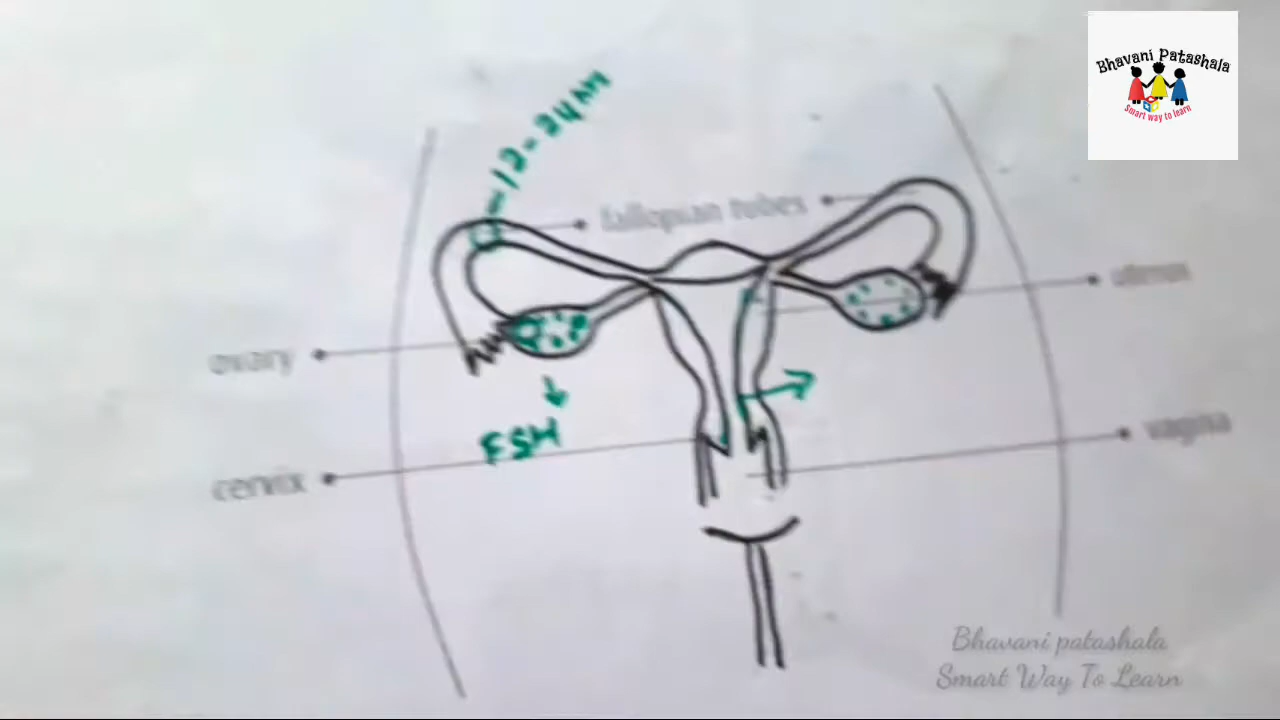 Bhavani Patashala
Smart way to learn
12-24
fallopian tubes
uterus
ovary
FSH
vagina
cervix
Bhavani patashala
Smart Way To Learn